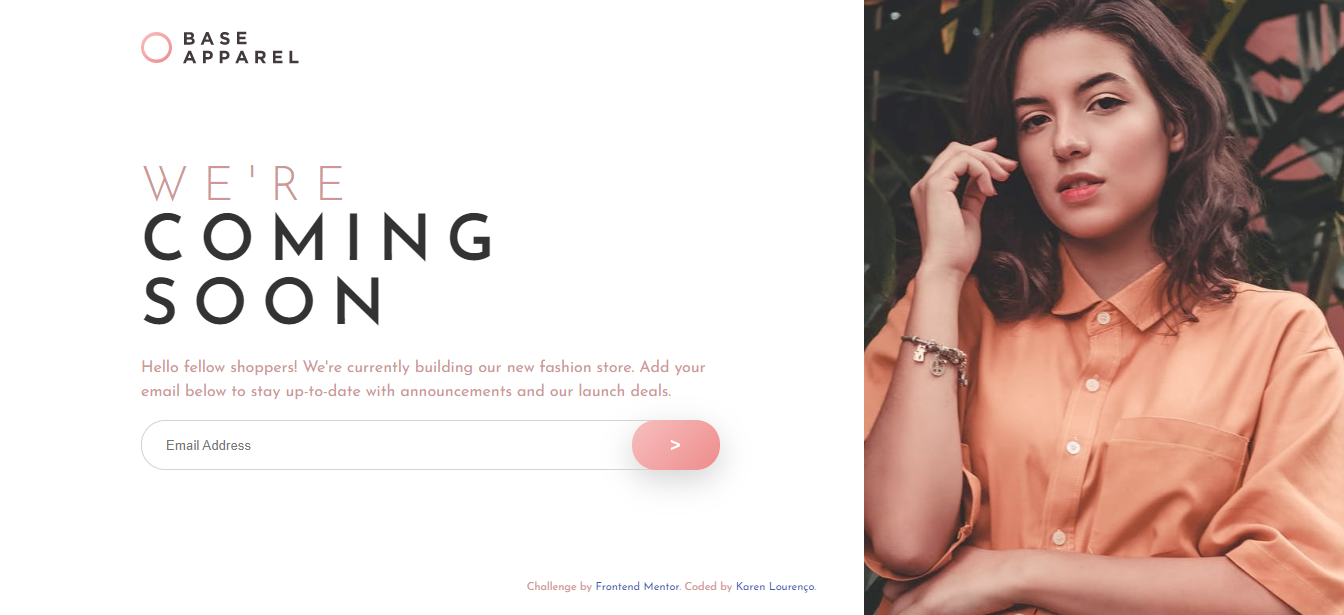 BASE
APPAREL
WE'RE
COMING
SOON
Hello fellow shoppers! We're currently building our new fashion store. Add your
email below to stay up-to-date with announcements and our launch deals.
Email Address
>
Challenge by Frontend Mentor. Coded by Karen Lourenço.